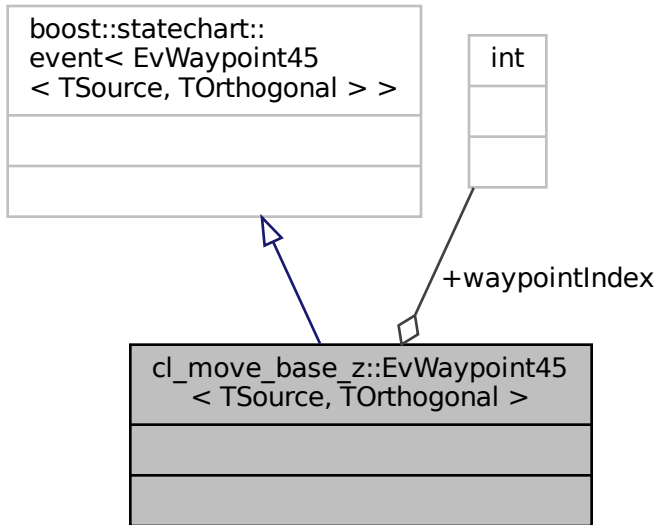 boost::statechart::
event< EvWaypoint45
< TSource, TOrthogonal > >
int
+waypointIndex
cl_move_base_z::EvWaypoint45
< TSource, TOrthogonal >